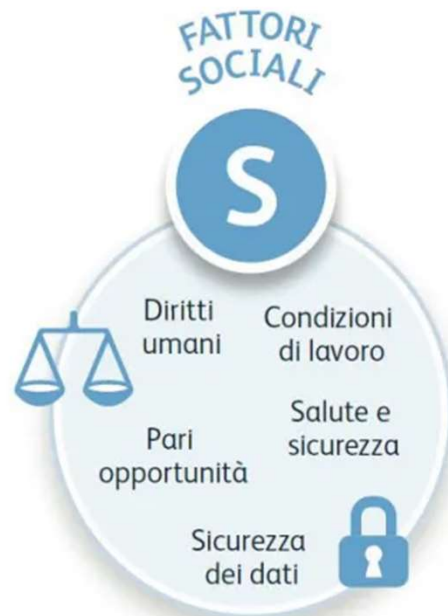 FATTORI
SOCIALI
S
Diritti
umani
Condizioni
di lavoro
Pari
opportunità
Salute e
sicurezza
Sicurezza
dei dati